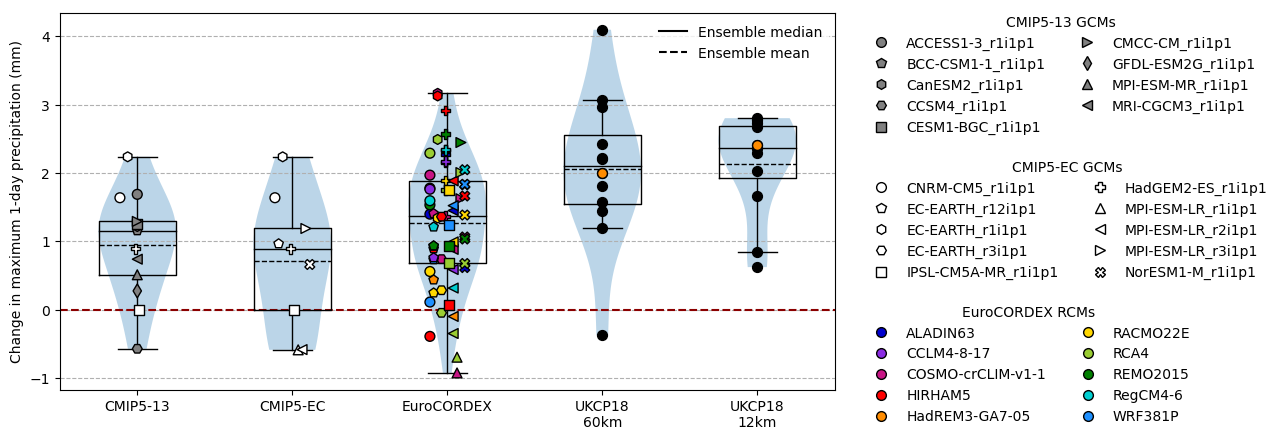 Change in maximum 1-day precipitation (mm)
4
3
2
1
0
−1
Ensemble median
Ensemble mean
CMIP5-13
CMIP5-EC
EuroCORDEX
UKCP18
60km
UKCP18
12km
CMIP5-13 GCMs
ACCESS1-3_r1i1p1
BCC-CSM1-1_r1i1p1
CanESM2_r1i1p1
CCSM4_r1i1p1
CESM1-BGC_r1i1p1
CMCC-CM_r1i1p1
GFDL-ESM2G_r1i1p1
MPI-ESM-MR_r1i1p1
MRI-CGCM3_r1i1p1
CMIP5-EC GCMs
CNRM-CM5_r1i1p1
EC-EARTH_r12i1p1
EC-EARTH_r1i1p1
EC-EARTH_r3i1p1
IPSL-CM5A-MR_r1i1p1
HadGEM2-ES_r1i1p1
MPI-ESM-LR_r1i1p1
MPI-ESM-LR_r2i1p1
MPI-ESM-LR_r3i1p1
NorESM1-M_r1i1p1
EuroCORDEX RCMs
ALADIN63
CCLM4-8-17
COSMO-crCLIM-v1-1
HIRHAM5
HadREM3-GA7-05
RACMO22E
RCA4
REMO2015
RegCM4-6
WRF381P